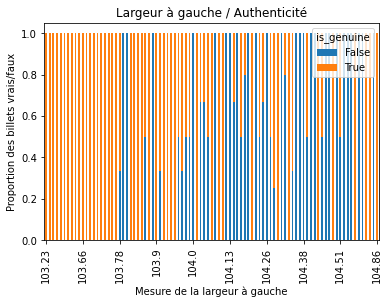 Largeur à gauche / Authenticité
is_genuine
False
True
Proportion des billets vrais/faux
1.0
0.8
0.6
0.4
0.2
0.0
103.23
103.66
103.78
103.9
104.0
104.13
104.26
104.38
104.51
104.86
Mesure de la largeur à gauche